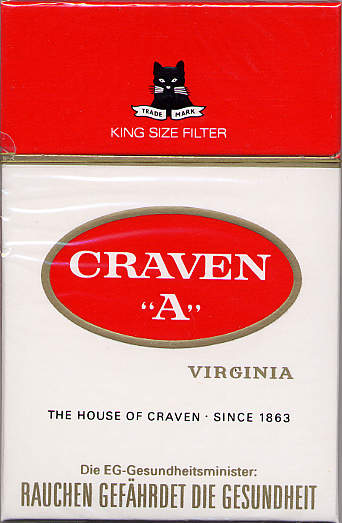 TRADE MARK
KING SIZE FILTER
CRAVEN
“A”
VIRGINIA
THE HOUSE OF CRAVEN · SINCE 1863
Die EG-Gesundheitsminister:
RAUCHEN GEFÄHRDET DIE GESUNDHEIT